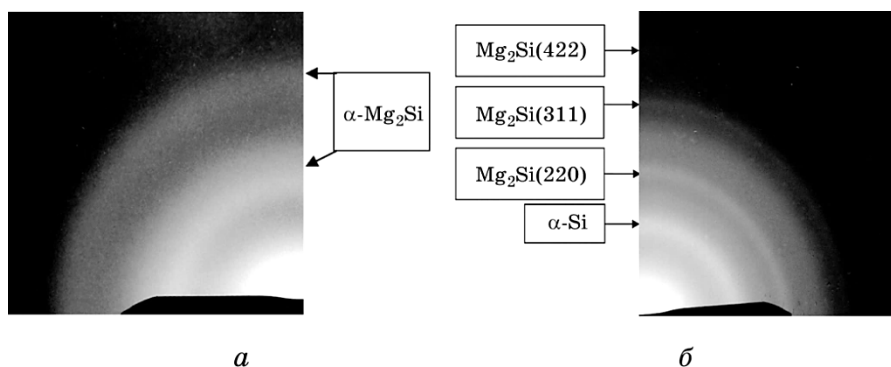 α-Mg₂Si
Mg₂Si(422)
Mg₂Si(311)
Mg₂Si(220)
α-Si
а
б